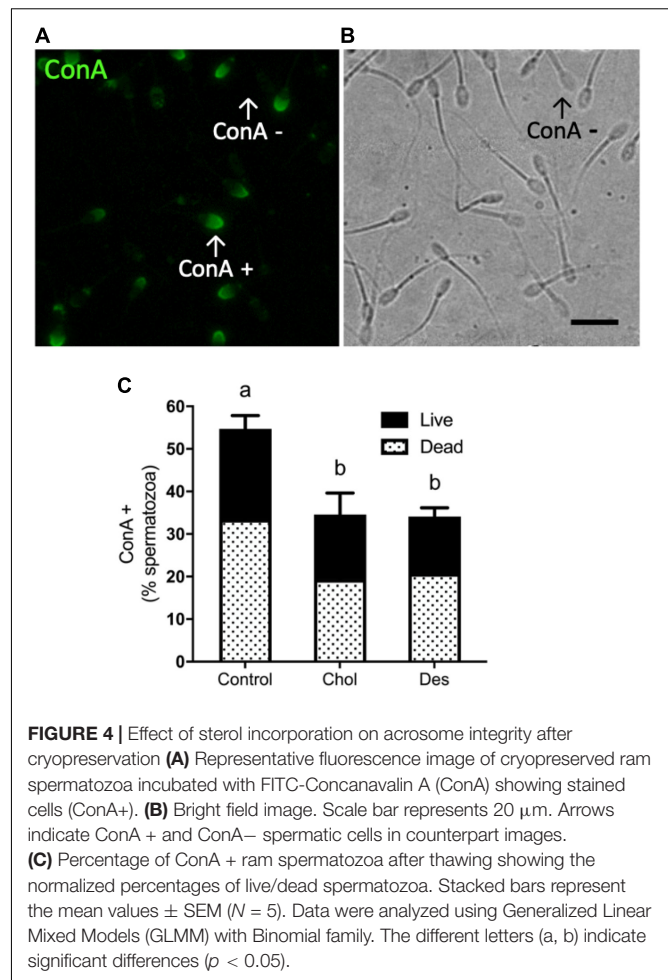 A
B
ConA
ConA -
ConA +
ConA -
C
a
b
b
Live
Dead
ConA +
(% spermatozoa)
60
50
40
30
20
10
0
Control Chol Des
FIGURE 4 | Effect of sterol incorporation on acrosome integrity after
cryopreservation (A) Representative fluorescence image of cryopreserved ram
spermatozoa incubated with FITC-Concanavalin A (ConA) showing stained
cells (ConA+). (B) Bright field image. Scale bar represents 20 μm. Arrows
indicate ConA + and ConA− spermatic cells in counterpart images.
(C) Percentage of ConA + ram spermatozoa after thawing showing the
normalized percentages of live/dead spermatozoa. Stacked bars represent
the mean values ± SEM (N = 5). Data were analyzed using Generalized Linear
Mixed Models (GLMM) with Binomial family. The different letters (a, b) indicate
significant differences (p < 0.05).